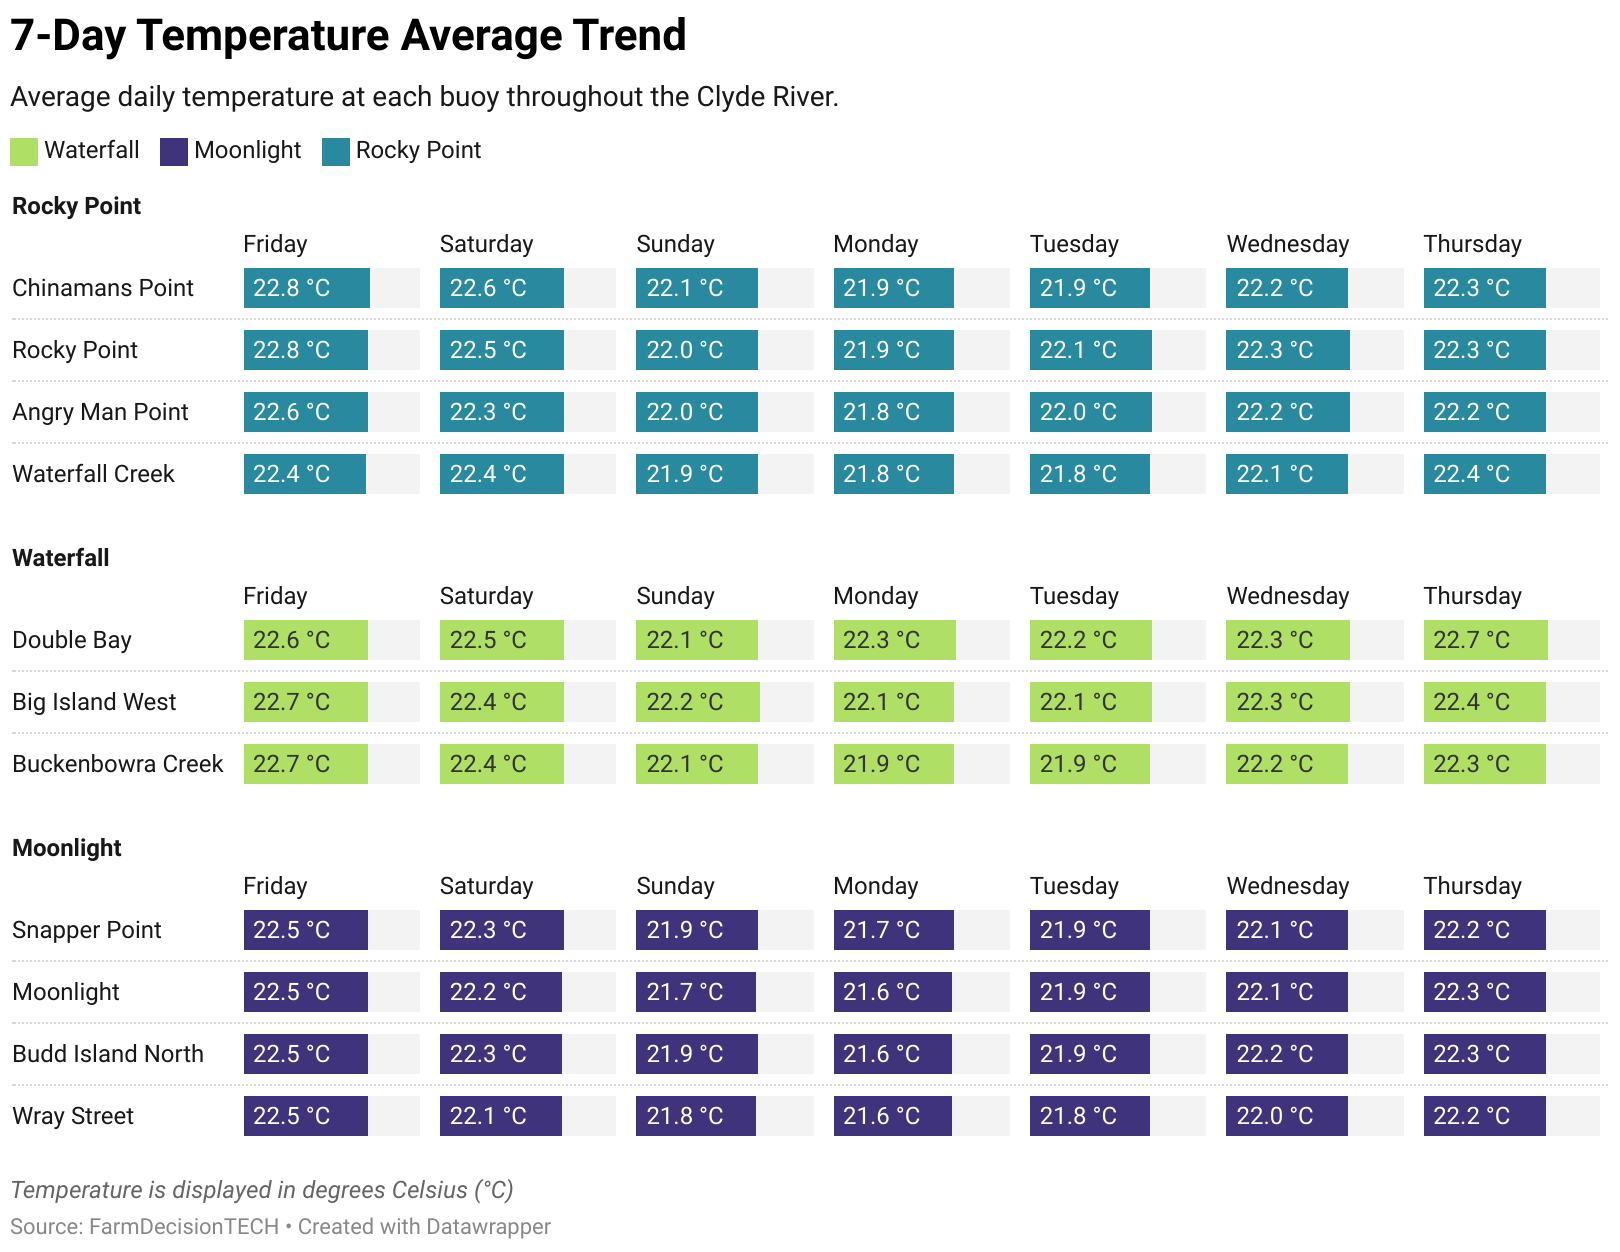 7-Day Temperature Average Trend
Average daily temperature at each buoy throughout the Clyde River.
Waterfall Moonlight Rocky Point
Rocky Point
Friday Saturday Sunday Monday Tuesday Wednesday Thursday
Chinamans Point 22.8 °C 22.6 °C 22.1 °C 21.9 °C 21.9 °C 22.2 °C 22.3 °C
Rocky Point 22.8 °C 22.5 °C 22.0 °C 21.9 °C 22.1 °C 22.3 °C 22.3 °C
Angry Man Point 22.6 °C 22.3 °C 22.0 °C 21.8 °C 22.0 °C 22.2 °C 22.2 °C
Waterfall Creek 22.4 °C 22.4 °C 21.9 °C 21.8 °C 21.8 °C 22.1 °C 22.4 °C
Waterfall
Friday Saturday Sunday Monday Tuesday Wednesday Thursday
Double Bay 22.6 °C 22.5 °C 22.1 °C 22.3 °C 22.2 °C 22.3 °C 22.7 °C
Big Island West 22.7 °C 22.4 °C 22.2 °C 22.1 °C 22.1 °C 22.3 °C 22.4 °C
Buckenbowra Creek 22.7 °C 22.4 °C 22.1 °C 21.9 °C 21.9 °C 22.2 °C 22.3 °C
Moonlight
Friday Saturday Sunday Monday Tuesday Wednesday Thursday
Snapper Point 22.5 °C 22.3 °C 21.9 °C 21.7 °C 21.9 °C 22.1 °C 22.2 °C
Moonlight 22.5 °C 22.2 °C 21.7 °C 21.6 °C 21.9 °C 22.1 °C 22.3 °C
Budd Island North 22.5 °C 22.3 °C 21.9 °C 21.6 °C 21.9 °C 22.2 °C 22.3 °C
Wray Street 22.5 °C 22.1 °C 21.8 °C 21.6 °C 21.8 °C 22.0 °C 22.2 °C
Temperature is displayed in degrees Celsius (°C)
Source: FarmDecisionTECH • Created with Datawrapper